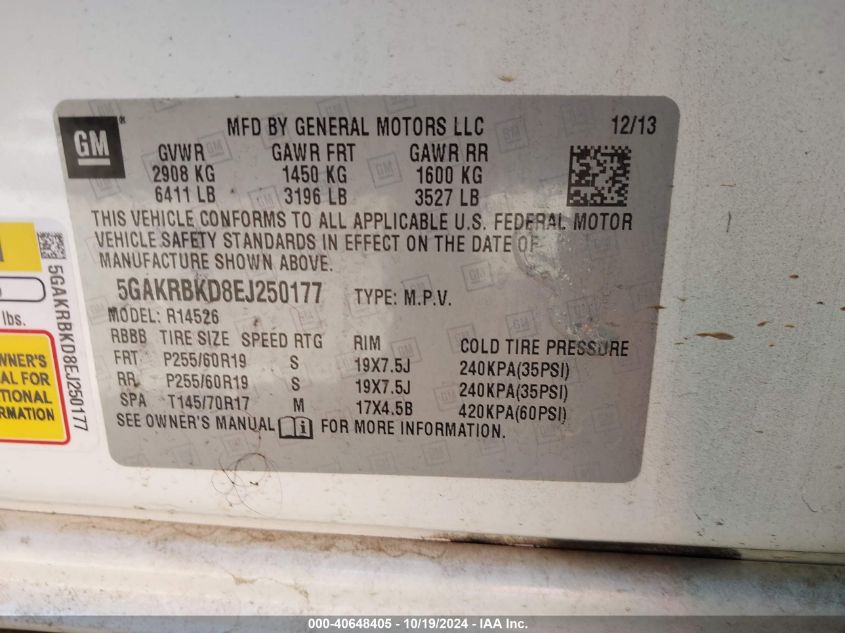 GM
MFD BY GENERAL MOTORS LLC 12/13
GVWR GAWR FRT GAWR RR
2908 KG 1450 KG 1600 KG
6411 LB 3196 LB 3527 LB
THIS VEHICLE CONFORMS TO ALL APPLICABLE U.S. FEDERAL MOTOR
VEHICLE SAFETY STANDARDS IN EFFECT ON THE DATE OF
MANUFACTURE SHOWN ABOVE.
5GAKRBKD8EJ250177 TYPE: M.P.V.
MODEL: R14526
RBBB TIRE SIZE SPEED RTG RIM COLD TIRE PRESSURE
FRT P255/60R19 S 19X7.5J 240KPA(35PSI)
RR P255/60R19 S 19X7.5J 240KPA(35PSI)
SPA T145/70R17 M 17X4.5B 420KPA(60PSI)
SEE OWNER'S MANUAL FOR MORE INFORMATION.
5GAKRBKD8EJ250177
lbs.
OWNER'S
FOR
000-40648405 - 10/19/2024 - IAA Inc.